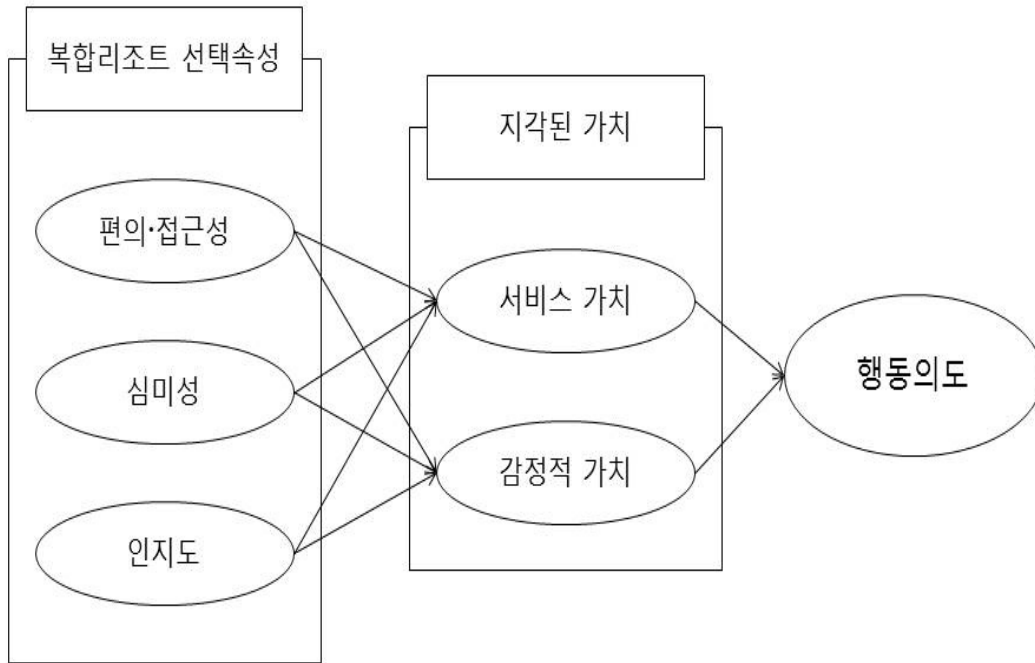 복합리조트 선택속성
지각된 가치
편의·접근성
심미성
인지도
서비스 가치
감정적 가치
행동의도